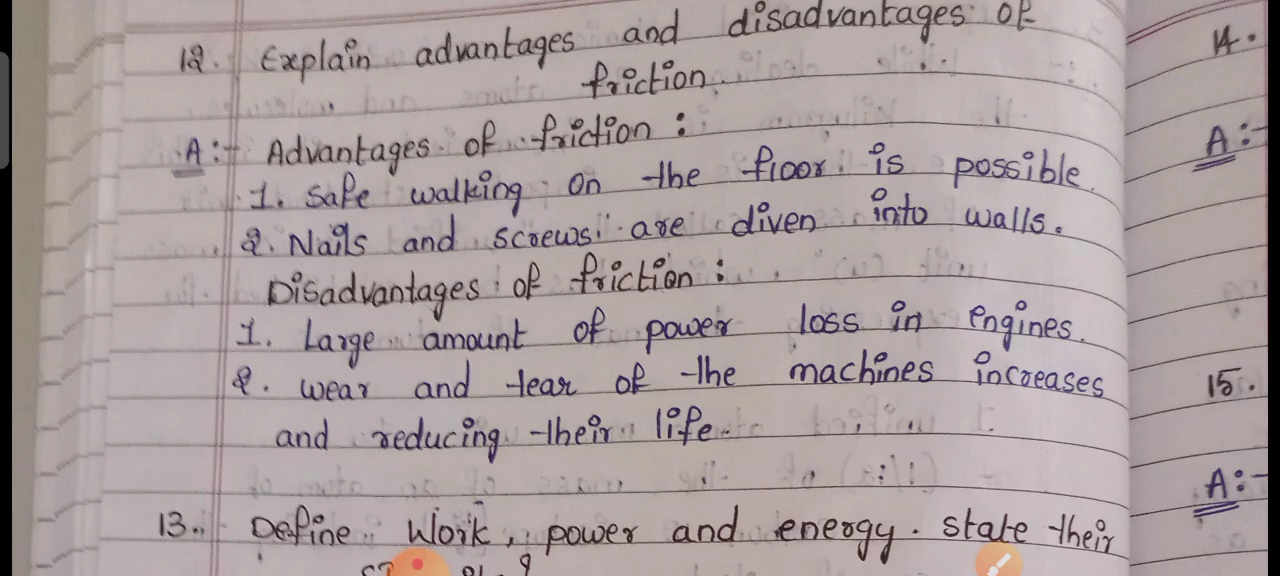 12. Explain advantages and disadvantages of
friction.
A:- Advantages of friction :
1. Safe walking on the floor is possible.
2. Nails and screws are diven into walls.
Disadvantages of friction :
1. Large amount of power loss in engines.
2. wear and tear of the machines increases
and reducing their life.
13. Define Work, power and energy. state their
14.
A:-
15.
A:-